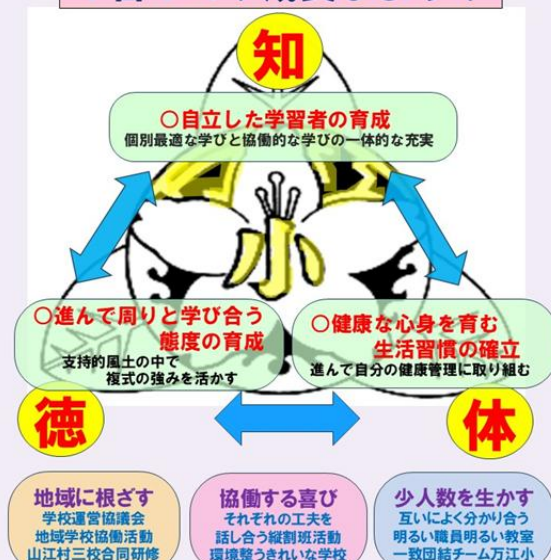 知
○自立した学習者の育成
個別最適な学びと協働的な学びの一体的な充実
小
○進んで周りと学び合う
態度の育成
支持的風土の中で
複式の強みを活かす
○健康な心身を育む
生活習慣の確立
進んで自分の健康管理に取り組む
徳
体
地域に根ざす
学校運営協議会
地域学校協働活動
山江村三校合同研修
協働する喜び
それぞれの工夫を
話し合う縦割班活動
環境整うきれいな学校
少人数を生かす
互いによく分かり合う
明るい職員明るい教室
一致団結チーム万江小